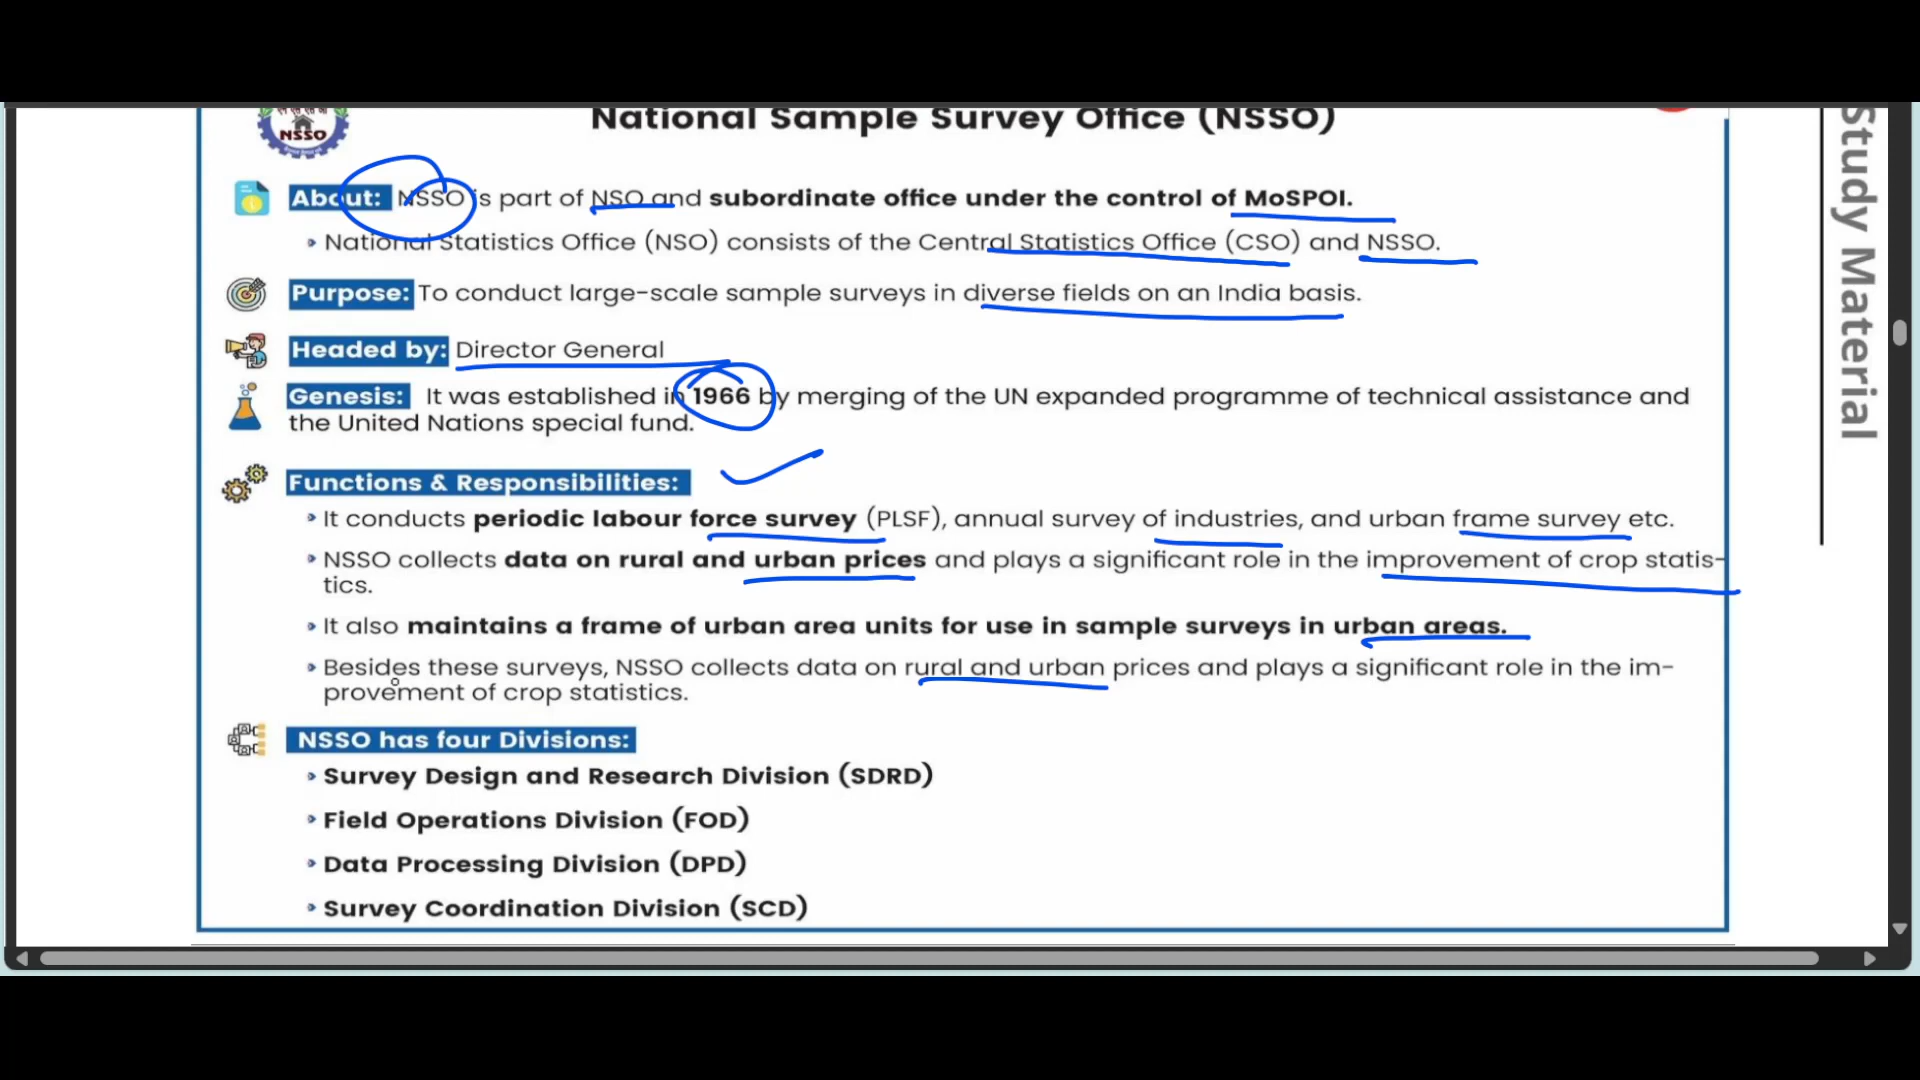 National Sample Survey Office (NSSO)
NSSO
About: NSSO is part of NSO and subordinate office under the control of MoSPOI.
National Statistics Office (NSO) consists of the Central Statistics Office (CSO) and NSSO.
Purpose: To conduct large-scale sample surveys in diverse fields on an India basis.
Headed by: Director General
Genesis: It was established in 1966 by merging of the UN expanded programme of technical assistance and
the United Nations special fund.
Functions & Responsibilities:
It conducts periodic labour force survey (PLSF), annual survey of industries, and urban frame survey etc.
NSSO collects data on rural and urban prices and plays a significant role in the improvement of crop statis-
tics.
It also maintains a frame of urban area units for use in sample surveys in urban areas.
Besides these surveys, NSSO collects data on rural and urban prices and plays a significant role in the im-
provement of crop statistics.
NSSO has four Divisions:
Survey Design and Research Division (SDRD)
Field Operations Division (FOD)
Data Processing Division (DPD)
Survey Coordination Division (SCD)
Study Material